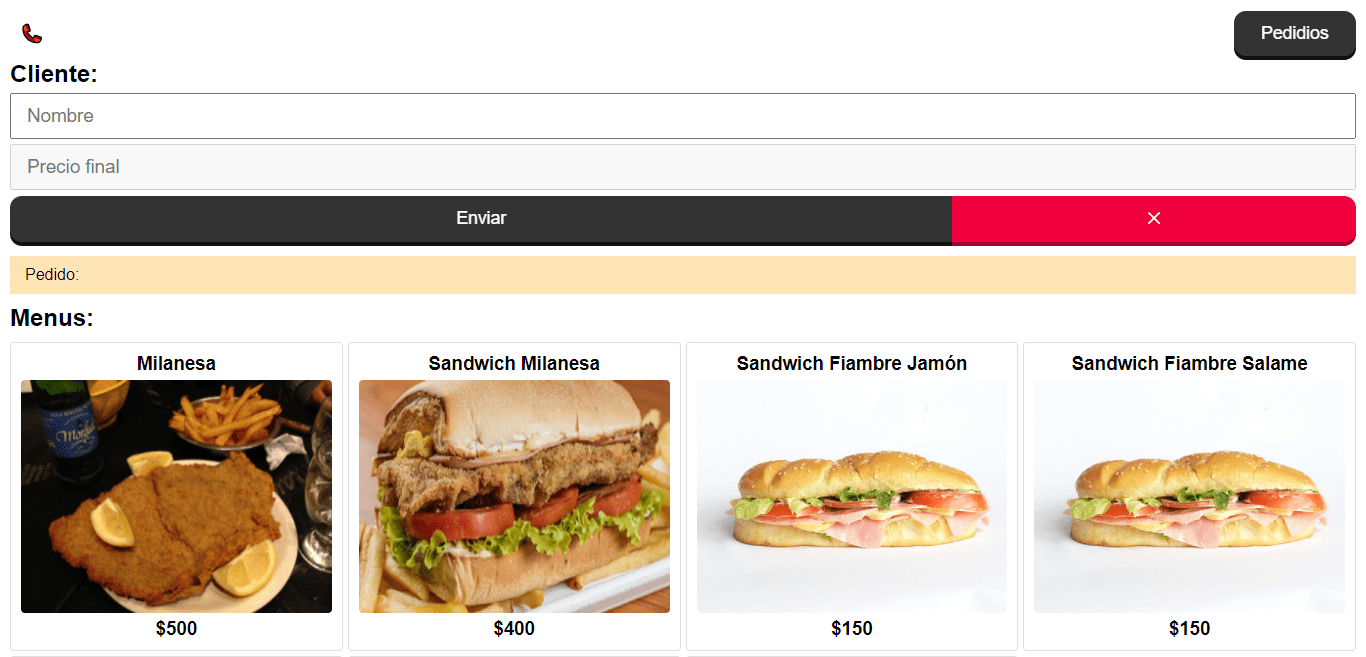 Pedidios
Cliente:
Nombre
Precio final
Enviar
Pedido:
Menus:
Milanesa
Sandwich Milanesa
Sandwich Fiambre Jamón
Sandwich Fiambre Salame
$500
$400
$150
$150